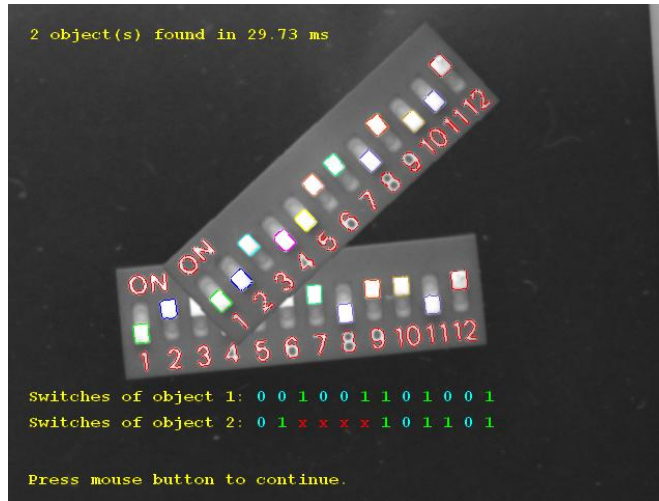 2 object(s) found in 29.73 ms
ON
1 2 3 4 5 6 7 8 9 10 11 12
ON
1 2 3 4 5 6 7 8 9 10 11 12
Switches of object 1: 0 0 1 0 0 1 1 0 1 0 0 1
Switches of object 2: 0 1 x x x x 1 0 1 1 0 1
Press mouse button to continue.